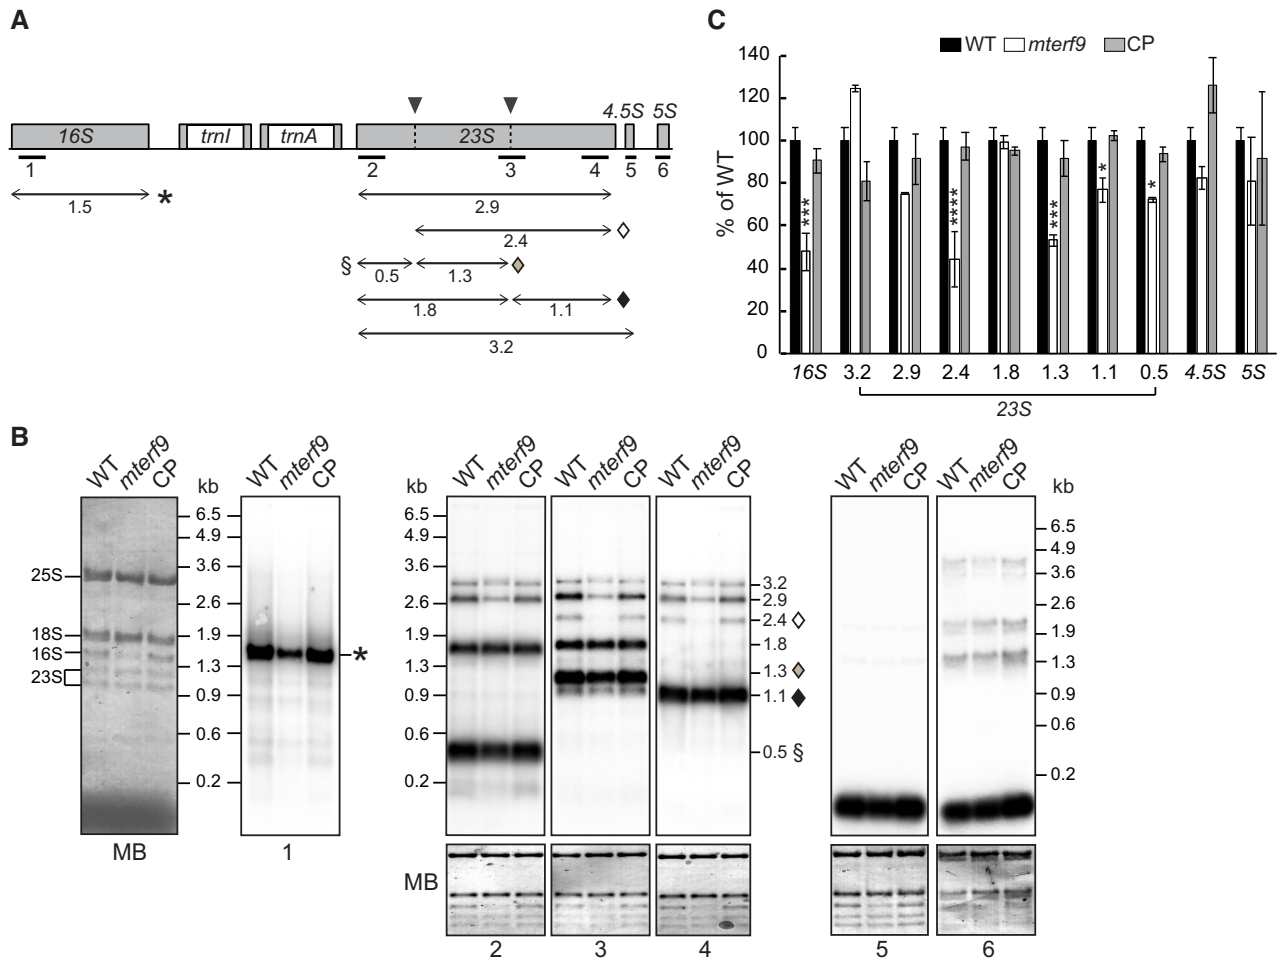 A
16S
trnI
trnA
23S
4.5S
5S
1
2
3
4
5
6
1.5
*
2.9
2.4
§
0.5
1.3
1.8
1.1
3.2
C
WT
mterf9
CP
% of WT
140
120
100
80
60
40
20
0
***
****
***
*
*
16S
3.2
2.9
2.4
1.8
1.3
1.1
0.5
4.5S
5S
23S
B
WT
mterf9
CP
kb
25S
18S
16S
23S
6.5
4.9
3.6
2.6
1.9
1.3
0.9
0.6
0.2
MB
WT
mterf9
CP
*
1
kb
6.5
4.9
3.6
2.6
1.9
1.3
0.9
0.6
0.2
WT
mterf9
CP
WT
mterf9
CP
WT
mterf9
CP
3.2
2.9
2.4
1.8
1.3
1.1
0.5 §
MB
2
3
4
WT
mterf9
CP
WT
mterf9
CP
kb
6.5
4.9
3.6
2.6
1.9
1.3
0.9
0.6
0.2
5
6